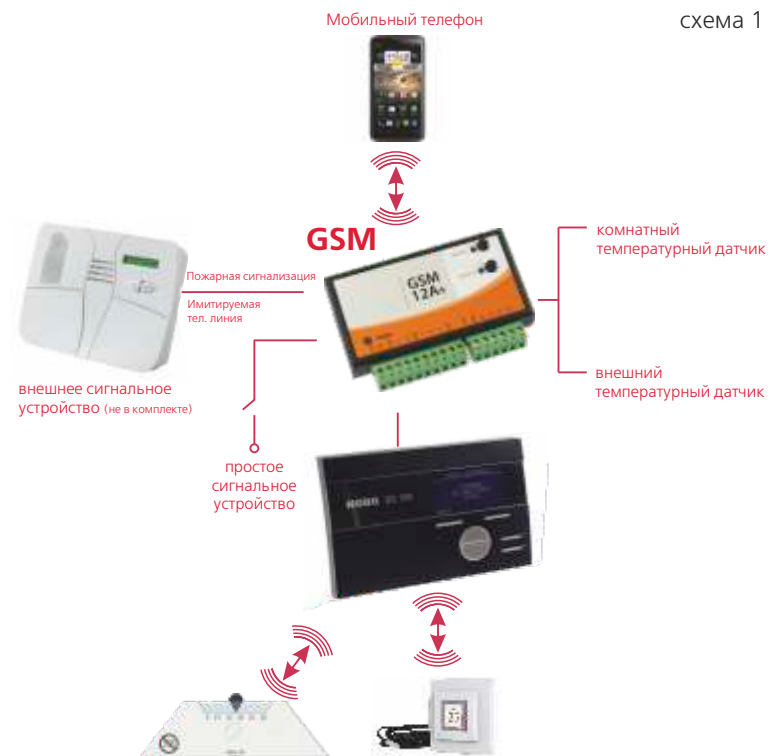 Мобильный телефон
схема 1
GSM
комнатный
температурный датчик
Пожарная сигнализация
Имитируемая
тел. линия
GSM
12A+
внешнее сигнальное
устройство (не в комплекте)
внешний
температурный датчик
простое
сигнальное
устройство